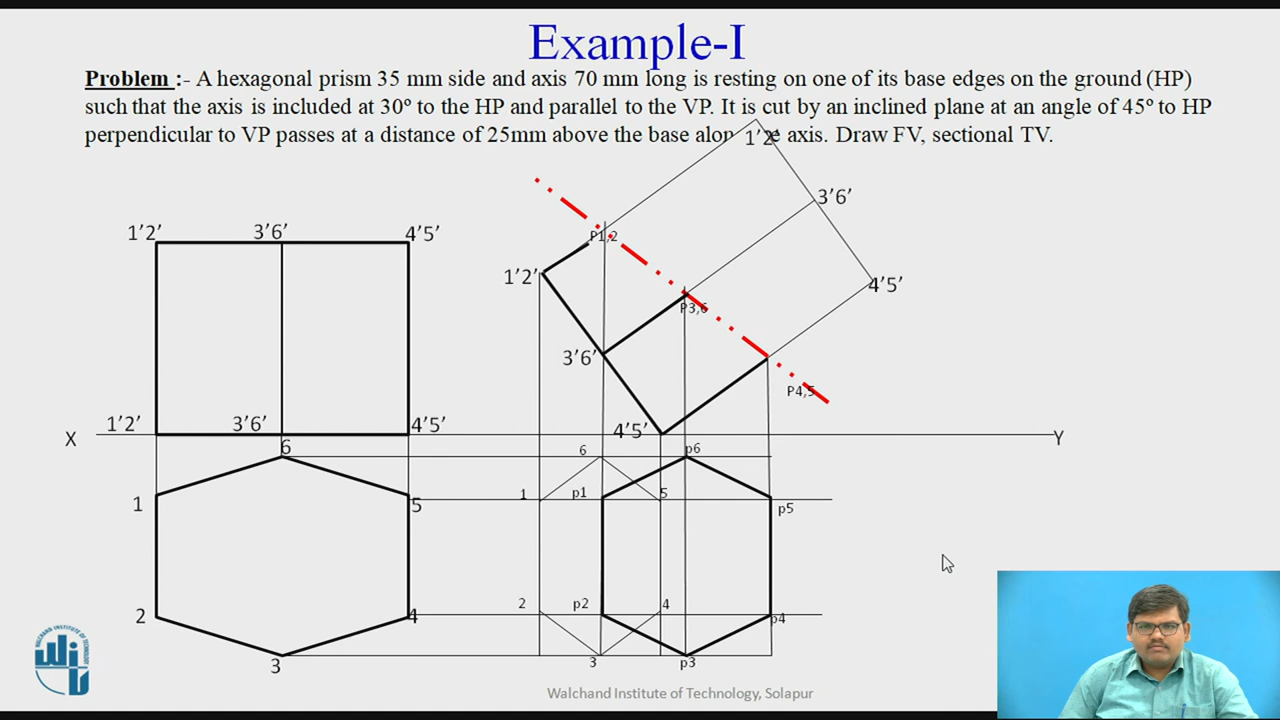 Example-I
Problem :- A hexagonal prism 35 mm side and axis 70 mm long is resting on one of its base edges on the ground (HP)
such that the axis is included at 30º to the HP and parallel to the VP. It is cut by an inclined plane at an angle of 45º to HP
perpendicular to VP passes at a distance of 25mm above the base alon e axis. Draw FV, sectional TV.
1’2’
3’6’
1’2’ 3’6’ 4’5’
P1,2
1’2’
4’5’
P3,6
3’6’
P4,5
1’2’ 3’6’ 4’5’
4’5’
X
Y
6
6
p6
1
5
1
p1
5
p5
2
4
2
p2
4
p4
3
3
p3
WALCHAND INSTITUTE OF TECHNOLOGY
Walchand Institute of Technology, Solapur